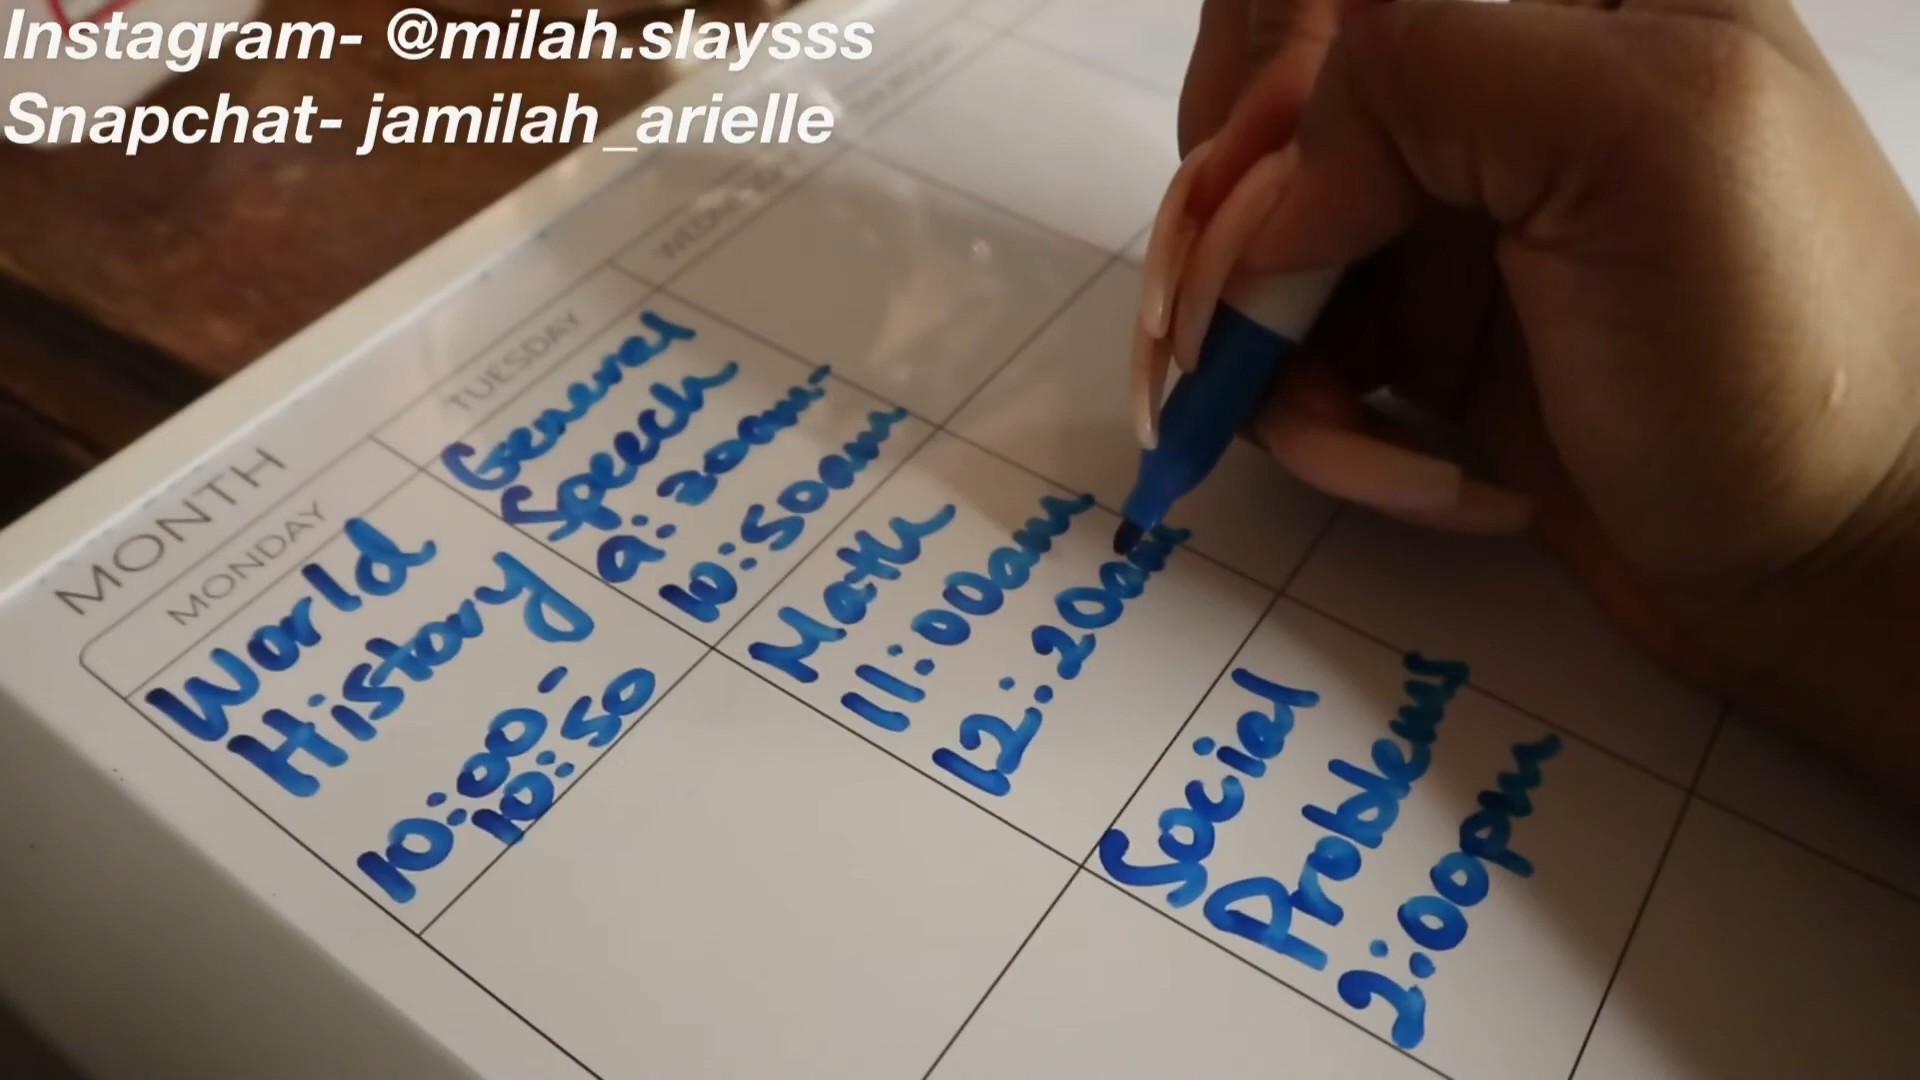 Instagram- @milah.slaysss
Snapchat- jamilah_arielle
MONTH
MONDAY
TUESDAY
WEDNESDAY
World
History
10:00-
10:50
General
Speech
9:30am-
10:50am
Math
11:00am
12:20am
Social
Problems
2:00pm